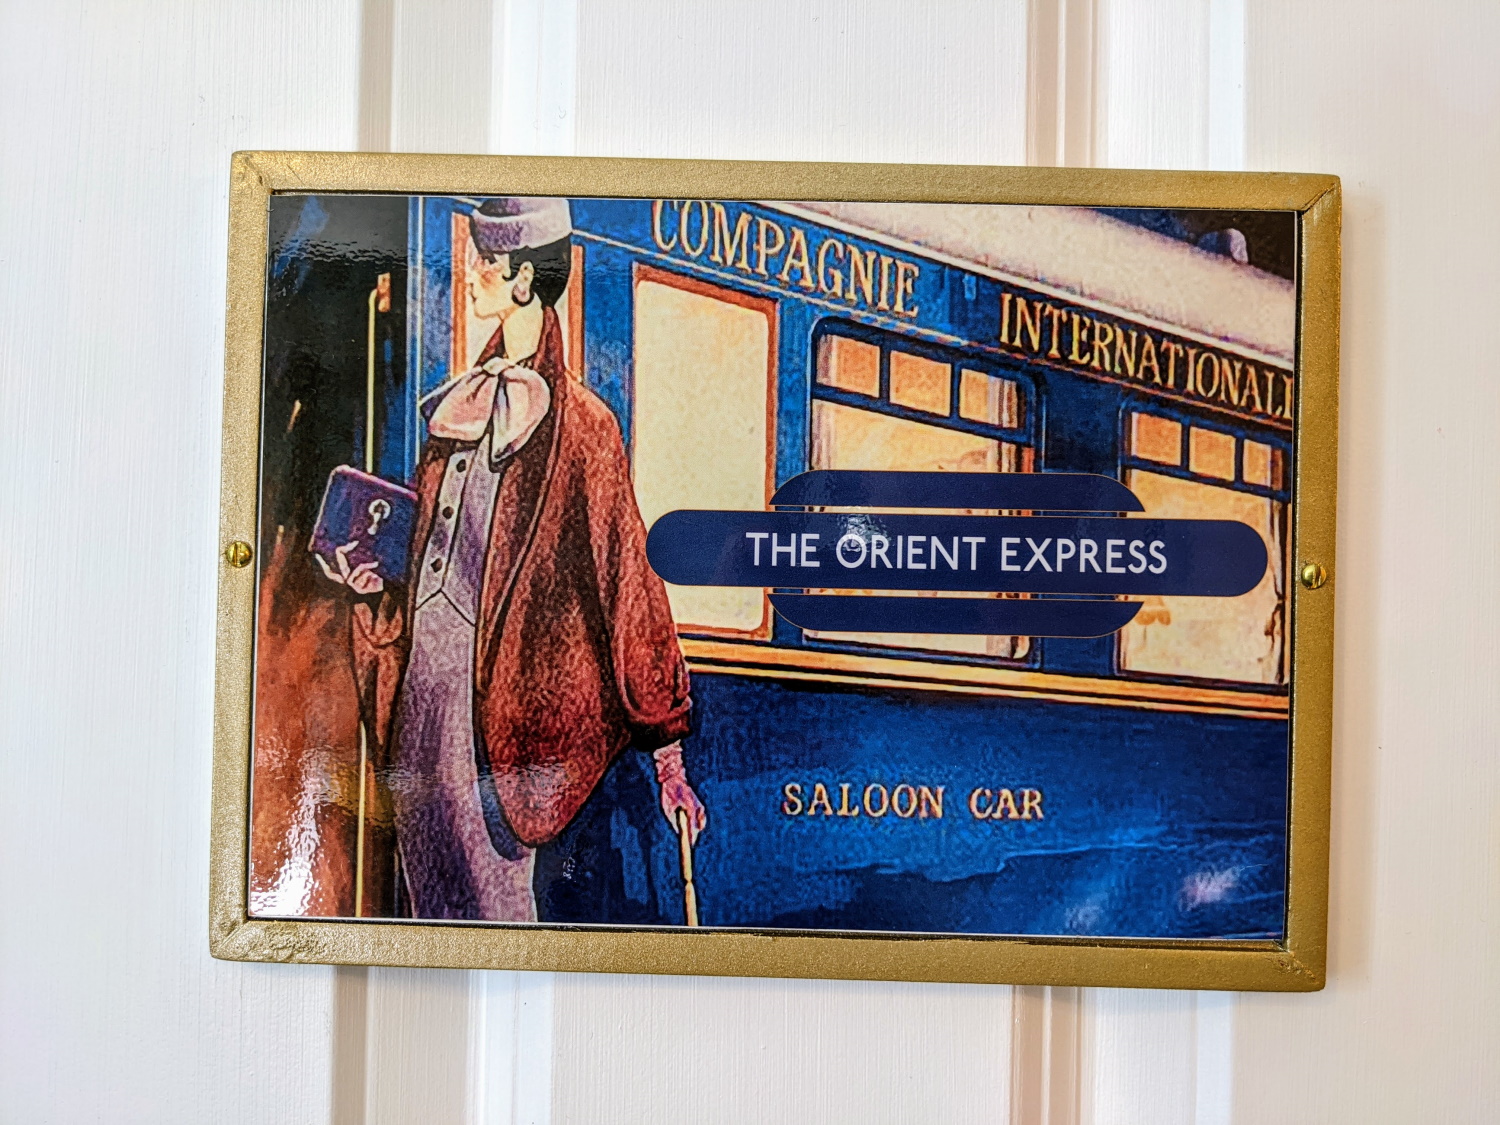 COMPAGNIE INTERNATIONALE
THE ORIENT EXPRESS
SALOON CAR